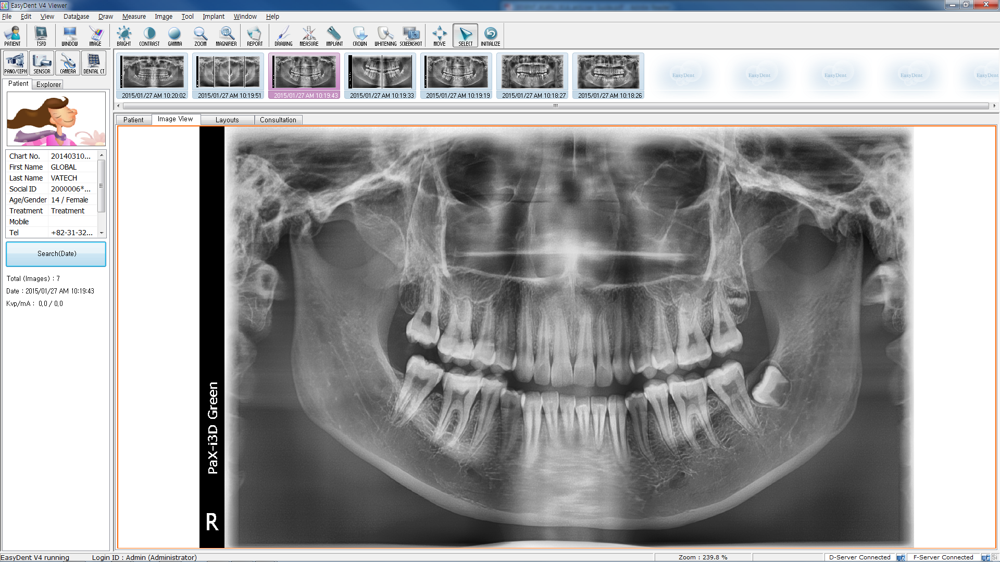 EasyDent V4 Viewer
File Edit View Database Draw Measure Image Tool Implant Window Help
PATIENT TSFD WINDOW IMAGE BRIGHT CONTRAST GAMMA ZOOM MAGNIFIER REPORT DRAWING MEASURE IMPLANT CROWN WHITENING SCREENSHOT MOVE SELECT INITIALIZE
PANO/CEPH SENSOR CAMERA DENTAL CT
EasyDent EasyDent EasyDent EasyDent EasyDent
2015/01/27 AM 10:20:02 2015/01/27 AM 10:19:51 2015/01/27 AM 10:19:43 2015/01/27 AM 10:19:33 2015/01/27 AM 10:19:19 2015/01/27 AM 10:18:27 2015/01/27 AM 10:18:26
Patient Explorer
Patient Image View Layouts Consultation
Chart No. 20140310...
First Name GLOBAL
Last Name VATECH
Social ID 2000006*...
Age/Gender 14 / Female
Treatment Treatment
Mobile
Tel +82-31-32...
Search(Date)
Total (Images) : 7
Date : 2015/01/27 AM 10:19:43
Kvp/mA : 0,0 / 0,0
PaX-i3D Green
R
EasyDent V4 running Login ID : Admin (Administrator) Zoom : 239.8 % D-Server Connected F-Server Connected Si